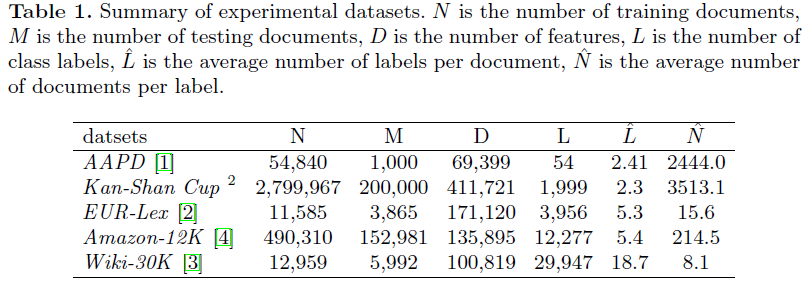 Table 1. Summary of experimental datasets. N is the number of training documents,
M is the number of testing documents, D is the number of features, L is the number of
class labels, L̂ is the average number of labels per document, N̂ is the average number
of documents per label.
datsets N M D L L̂ N̂
AAPD [1] 54,840 1,000 69,399 54 2.41 2444.0
Kan-Shan Cup 2 2,799,967 200,000 411,721 1,999 2.3 3513.1
EUR-Lex [2] 11,585 3,865 171,120 3,956 5.3 15.6
Amazon-12K [4] 490,310 152,981 135,895 12,277 5.4 214.5
Wiki-30K [3] 12,959 5,992 100,819 29,947 18.7 8.1